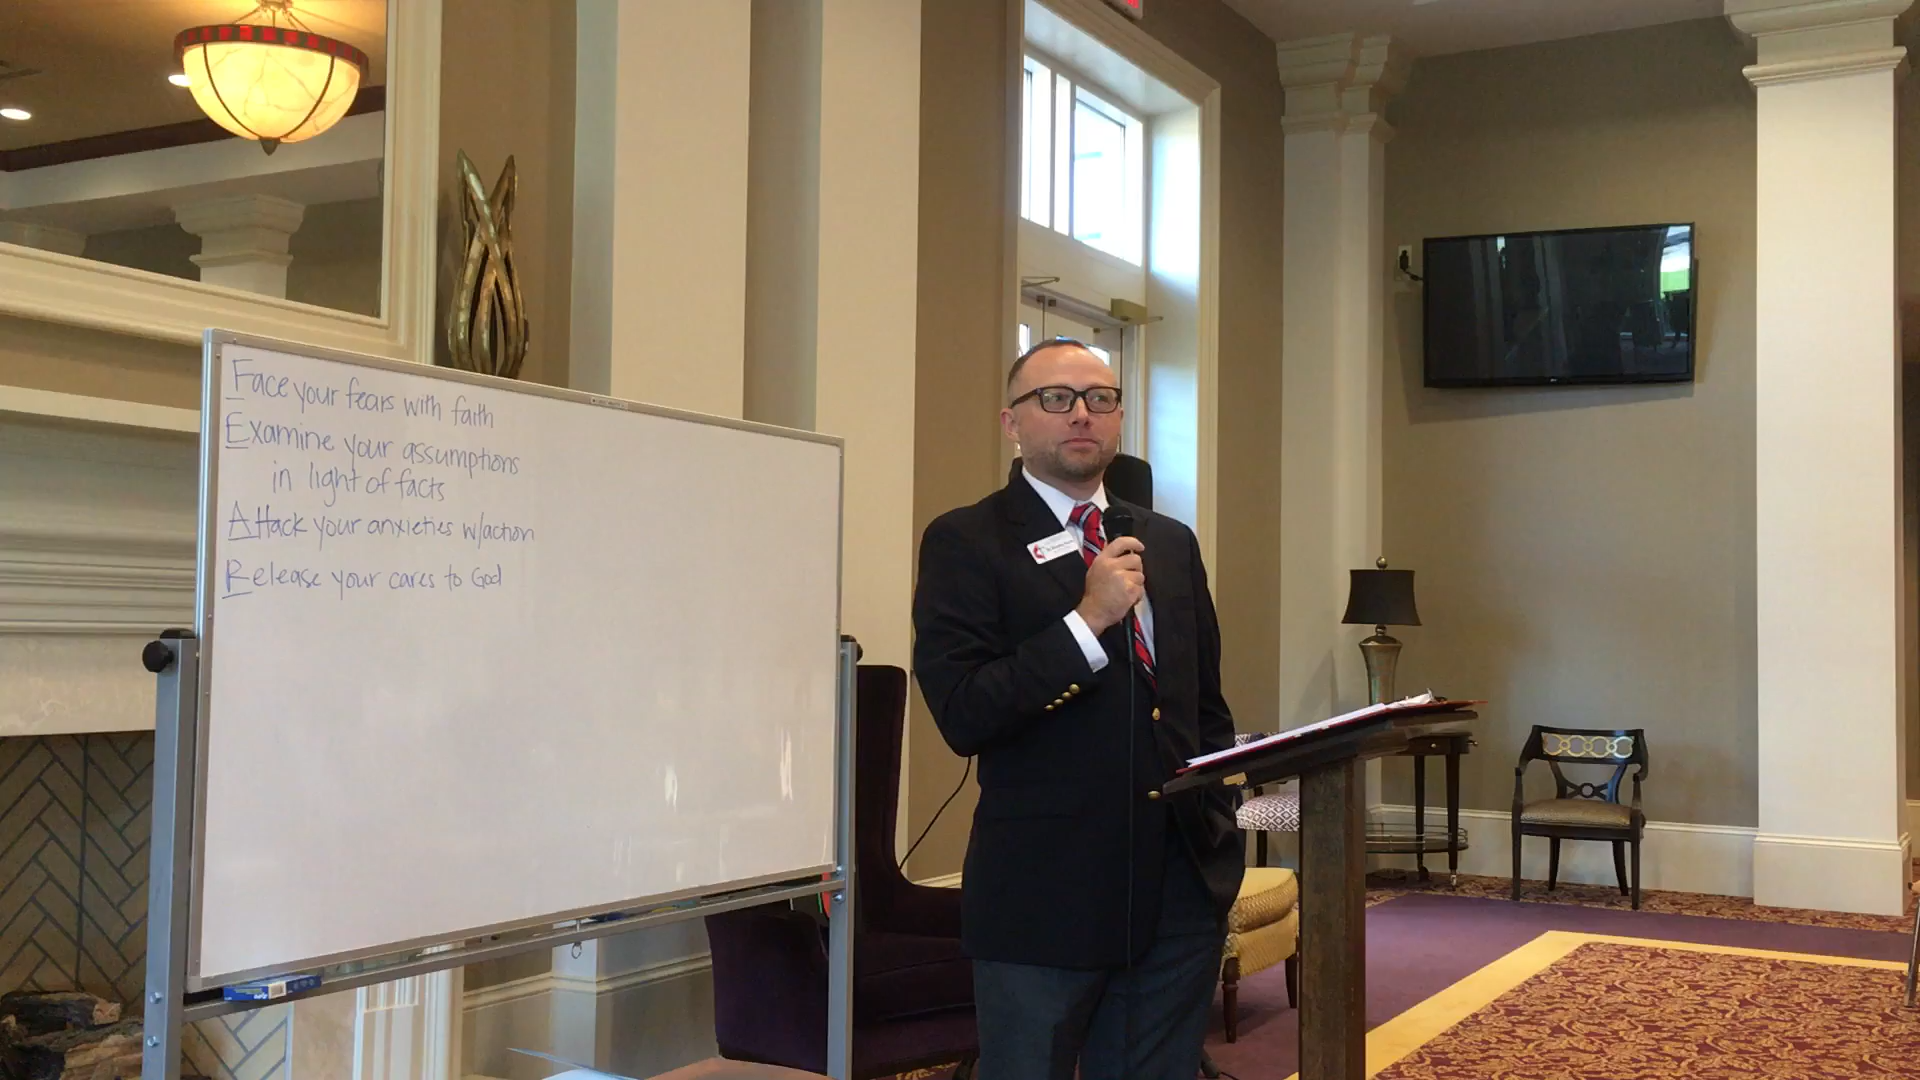 Face your fears with faith
Examine your assumptions
in light of facts
Attack your anxieties w/action
Release your cares to God